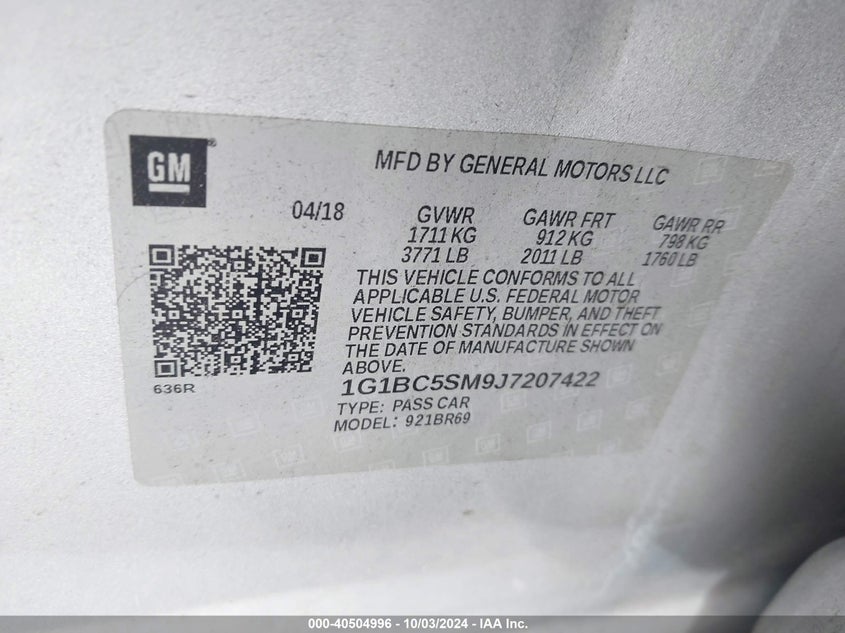 GM®
MFD BY GENERAL MOTORS LLC
04/18 GVWR GAWR FRT GAWR RR
1711 KG 912 KG 798 KG
3771 LB 2011 LB 1760 LB
THIS VEHICLE CONFORMS TO ALL
APPLICABLE U.S. FEDERAL MOTOR
VEHICLE SAFETY, BUMPER, AND THEFT
PREVENTION STANDARDS IN EFFECT ON
THE DATE OF MANUFACTURE SHOWN
ABOVE.
636R
1G1BC5SM9J7207422
TYPE: PASS CAR
MODEL: 921BR69
000-40504996 - 10/03/2024 - IAA Inc.